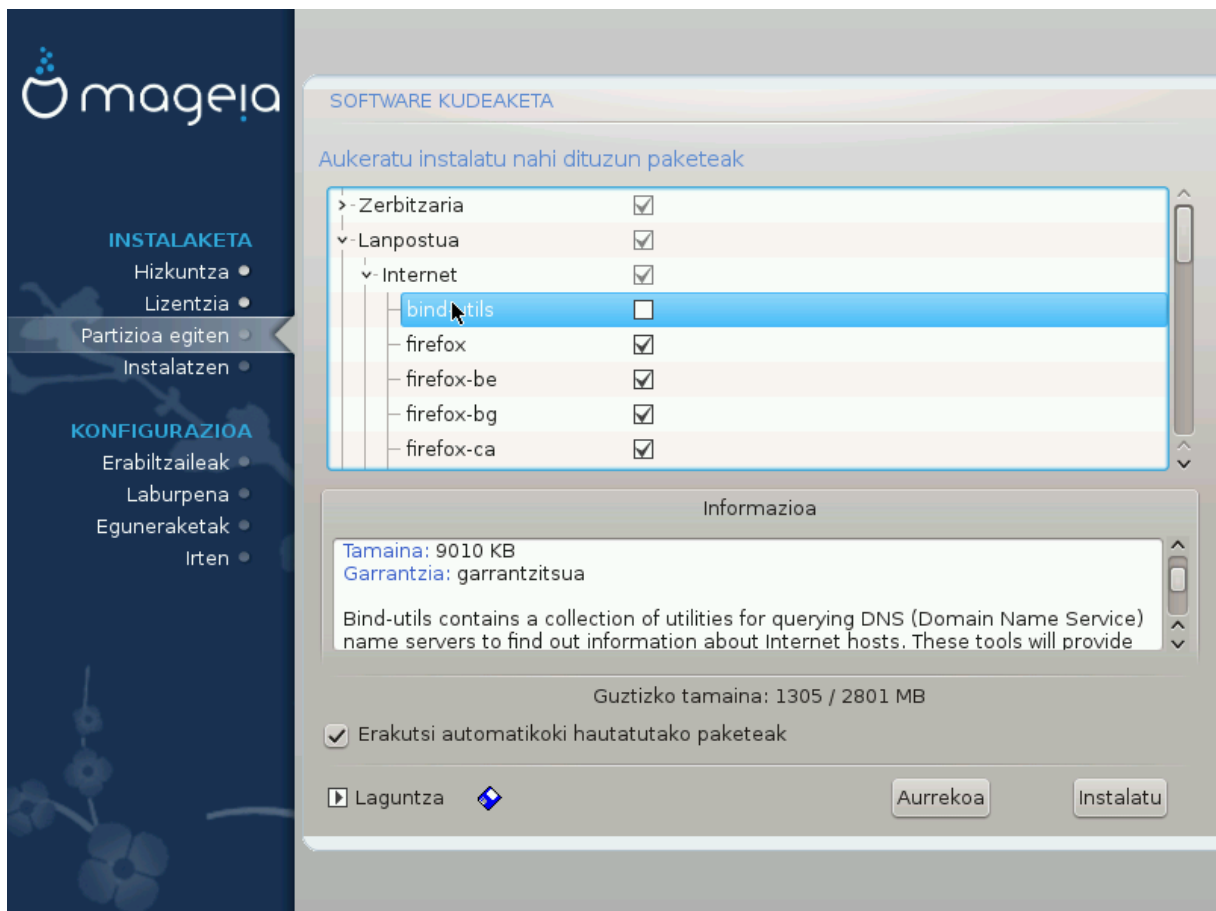 mageia
INSTALAKETA
Hizkuntza
Lizentzia
Partizioa egiten
Instalatzen
KONFIGURAZIOA
Erabiltzaileak
Laburpena
Eguneraketak
Irten
SOFTWARE KUDEAKETA
Aukeratu instalatu nahi dituzun paketeak
Zerbitzaria
Lanpostua
Internet
bind-utils
firefox
firefox-be
firefox-bg
firefox-ca
Informazioa
Tamaina: 9010 KB
Garrantzia: garrantzitsua
Bind-utils contains a collection of utilities for querying DNS (Domain Name Service)
name servers to find out information about Internet hosts. These tools will provide
Guztizko tamaina: 1305 / 2801 MB
Erakutsi automatikoki hautatutako paketeak
Laguntza
Aurrekoa
Instalatu